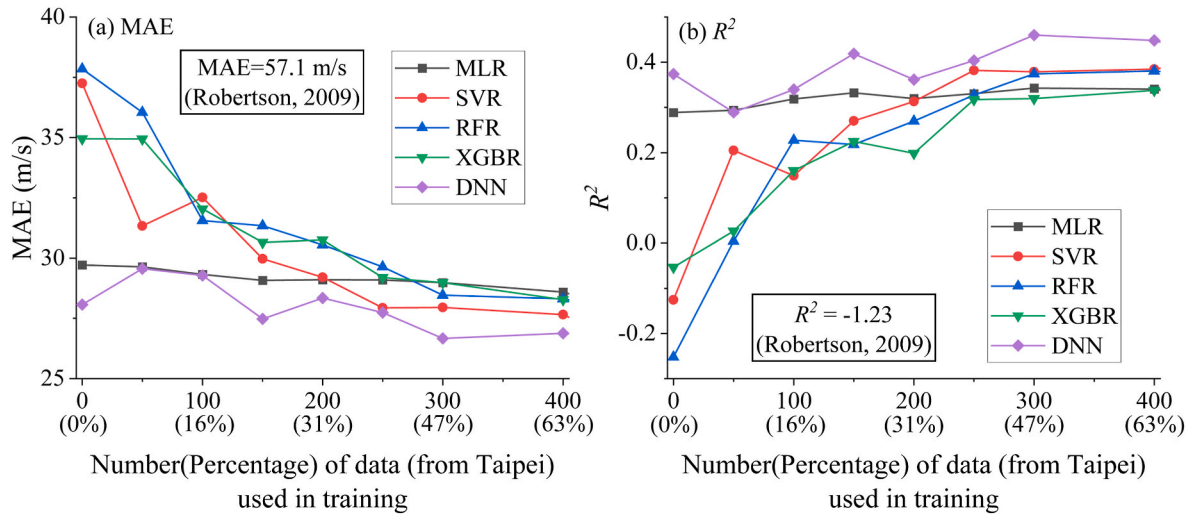 (a) MAE
MAE=57.1 m/s
(Robertson, 2009)
MLR
SVR
RFR
XGBR
DNN
MAE (m/s)
40
35
30
25
0 100 200 300 400
(0%) (16%) (31%) (47%) (63%)
Number(Percentage) of data (from Taipei)
used in training
(b) R²
R²
0.4
0.2
0.0
-0.2
MLR
SVR
RFR
XGBR
DNN
R² = -1.23
(Robertson, 2009)
0 100 200 300 400
(0%) (16%) (31%) (47%) (63%)
Number(Percentage) of data (from Taipei)
used in training